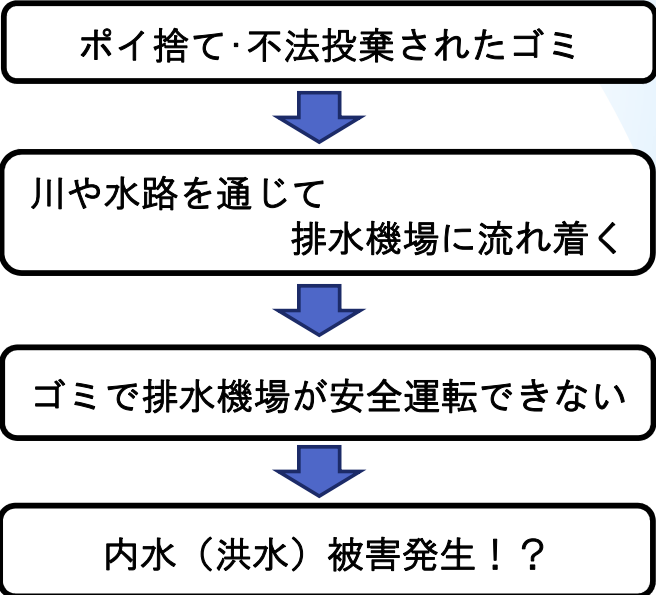 ポイ捨て･不法投棄されたゴミ
川や水路を通じて
排水機場に流れ着く
ゴミで排水機場が安全運転できない
内水（洪水）被害発生！？